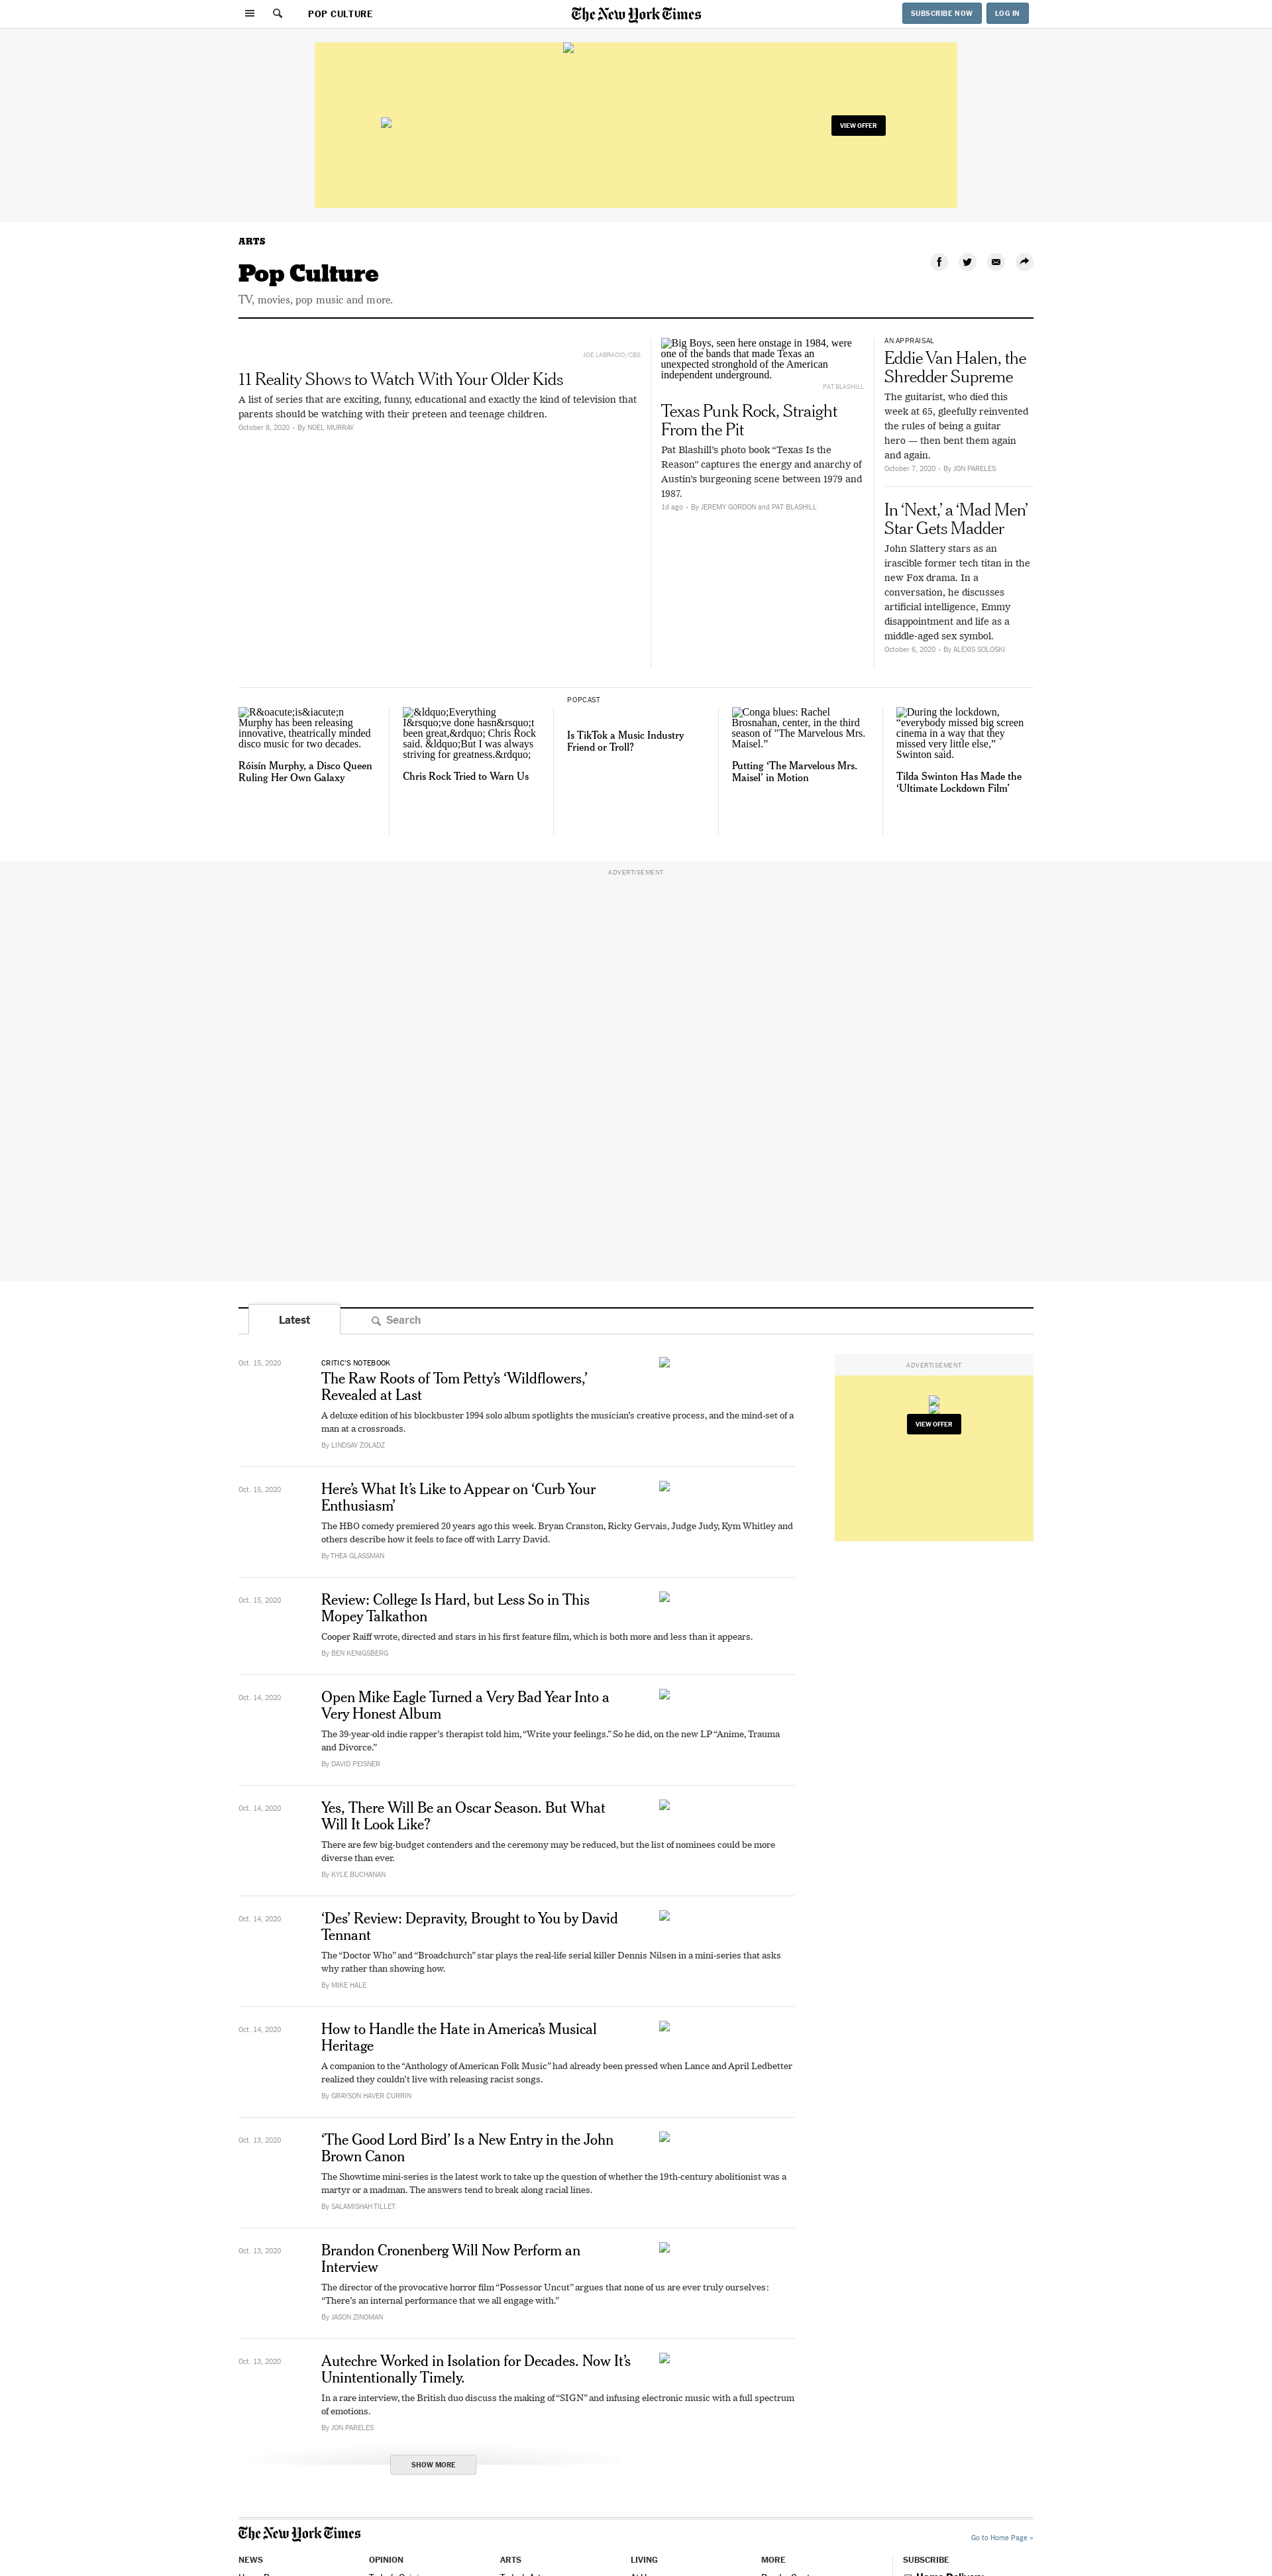 POP CULTURE
The New York Times
SUBSCRIBE NOW
LOG IN
VIEW OFFER
ARTS
Pop Culture
TV, movies, pop music and more.
JOE LABRACIO/CBS
11 Reality Shows to Watch With Your Older Kids
A list of series that are exciting, funny, educational and exactly the kind of television that
parents should be watching with their preteen and teenage children.
October 8, 2020 • By NOEL MURRAY
Big Boys, seen here onstage in 1984, were
one of the bands that made Texas an
unexpected stronghold of the American
independent underground.
PAT BLASHILL
Texas Punk Rock, Straight
From the Pit
Pat Blashill’s photo book “Texas Is the
Reason” captures the energy and anarchy of
Austin’s burgeoning scene between 1979 and
1987.
1d ago • By JEREMY GORDON and PAT BLASHILL
AN APPRAISAL
Eddie Van Halen, the
Shredder Supreme
The guitarist, who died this
week at 65, gleefully reinvented
the rules of being a guitar
hero — then bent them again
and again.
October 7, 2020 • By JON PARELES
In ‘Next,’ a ‘Mad Men’
Star Gets Madder
John Slattery stars as an
irascible former tech titan in the
new Fox drama. In a
conversation, he discusses
artificial intelligence, Emmy
disappointment and life as a
middle-aged sex symbol.
October 6, 2020 • By ALEXIS SOLOSKI
R&oacute;is&iacute;n
Murphy has been releasing
innovative, theatrically minded
disco music for two decades.
Róisín Murphy, a Disco Queen
Ruling Her Own Galaxy
&ldquo;Everything
I&rsquo;ve done hasn&rsquo;t
been great,&rdquo; Chris Rock
said. &ldquo;But I was always
striving for greatness.&rdquo;
Chris Rock Tried to Warn Us
POPCAST
Is TikTok a Music Industry
Friend or Troll?
Conga blues: Rachel
Brosnahan, center, in the third
season of "The Marvelous Mrs.
Maisel.”
Putting ‘The Marvelous Mrs.
Maisel’ in Motion
During the lockdown,
“everybody missed big screen
cinema in a way that they
missed very little else,”
Swinton said.
Tilda Swinton Has Made the
‘Ultimate Lockdown Film’
ADVERTISEMENT
Latest
Search
Oct. 15, 2020
CRITIC’S NOTEBOOK
The Raw Roots of Tom Petty’s ‘Wildflowers,’
Revealed at Last
A deluxe edition of his blockbuster 1994 solo album spotlights the musician’s creative process, and the mind-set of a
man at a crossroads.
By LINDSAY ZOLADZ
ADVERTISEMENT
VIEW OFFER
Oct. 15, 2020
Here’s What It’s Like to Appear on ‘Curb Your
Enthusiasm’
The HBO comedy premiered 20 years ago this week. Bryan Cranston, Ricky Gervais, Judge Judy, Kym Whitley and
others describe how it feels to face off with Larry David.
By THEA GLASSMAN
Oct. 15, 2020
Review: College Is Hard, but Less So in This
Mopey Talkathon
Cooper Raiff wrote, directed and stars in his first feature film, which is both more and less than it appears.
By BEN KENIGSBERG
Oct. 14, 2020
Open Mike Eagle Turned a Very Bad Year Into a
Very Honest Album
The 39-year-old indie rapper’s therapist told him, “Write your feelings.” So he did, on the new LP “Anime, Trauma
and Divorce.”
By DAVID PEISNER
Oct. 14, 2020
Yes, There Will Be an Oscar Season. But What
Will It Look Like?
There are few big-budget contenders and the ceremony may be reduced, but the list of nominees could be more
diverse than ever.
By KYLE BUCHANAN
Oct. 14, 2020
‘Des’ Review: Depravity, Brought to You by David
Tennant
The “Doctor Who” and “Broadchurch” star plays the real-life serial killer Dennis Nilsen in a mini-series that asks
why rather than showing how.
By MIKE HALE
Oct. 14, 2020
How to Handle the Hate in America’s Musical
Heritage
A companion to the “Anthology of American Folk Music” had already been pressed when Lance and April Ledbetter
realized they couldn’t live with releasing racist songs.
By GRAYSON HAVER CURRIN
Oct. 13, 2020
‘The Good Lord Bird’ Is a New Entry in the John
Brown Canon
The Showtime mini-series is the latest work to take up the question of whether the 19th-century abolitionist was a
martyr or a madman. The answers tend to break along racial lines.
By SALAMISHAH TILLET
Oct. 13, 2020
Brandon Cronenberg Will Now Perform an
Interview
The director of the provocative horror film “Possessor Uncut” argues that none of us are ever truly ourselves:
“There’s an internal performance that we all engage with.”
By JASON ZINOMAN
Oct. 13, 2020
Autechre Worked in Isolation for Decades. Now It’s
Unintentionally Timely.
In a rare interview, the British duo discuss the making of “SIGN” and infusing electronic music with a full spectrum
of emotions.
By JON PARELES
SHOW MORE
The New York Times
Go to Home Page »
NEWS
OPINION
ARTS
LIVING
MORE
SUBSCRIBE